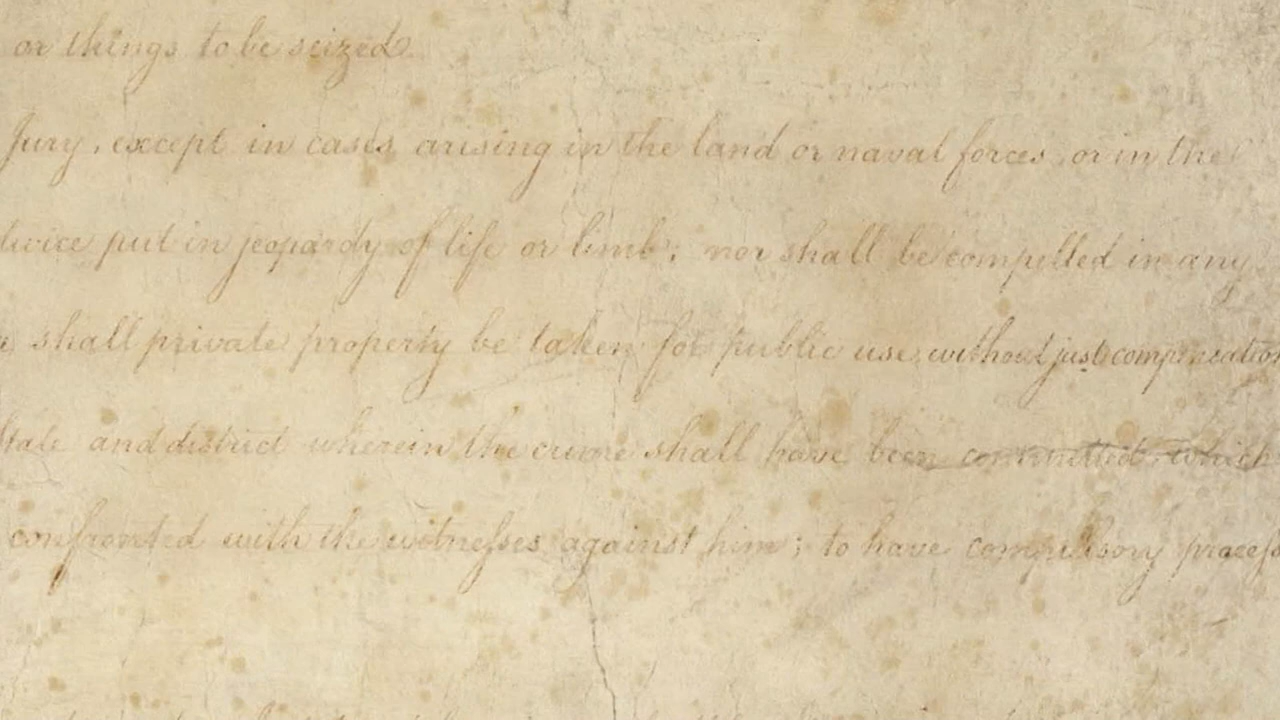 or things to be seized.
Jury, except in cases arising in the land or naval forces, or in the
twice put in jeopardy of life or limb; nor shall be compelled in any
shall private property be taken for public use without just compensation
State and district wherein the crime shall have been committed, which
confronted with the witnesses against him; to have compulsory process